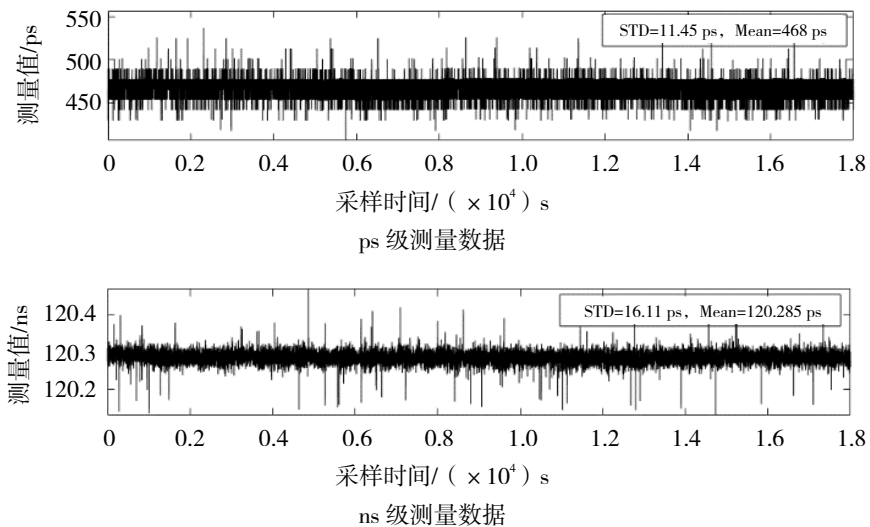 550
STD=11.45 ps，Mean=468 ps
500
450
测量值/ps
0 0.2 0.4 0.6 0.8 1.0 1.2 1.4 1.6 1.8
采样时间/（×10⁴）s
ps 级测量数据
STD=16.11 ps，Mean=120.285 ps
120.4
120.3
120.2
测量值/ns
0 0.2 0.4 0.6 0.8 1.0 1.2 1.4 1.6 1.8
采样时间/（×10⁴）s
ns 级测量数据